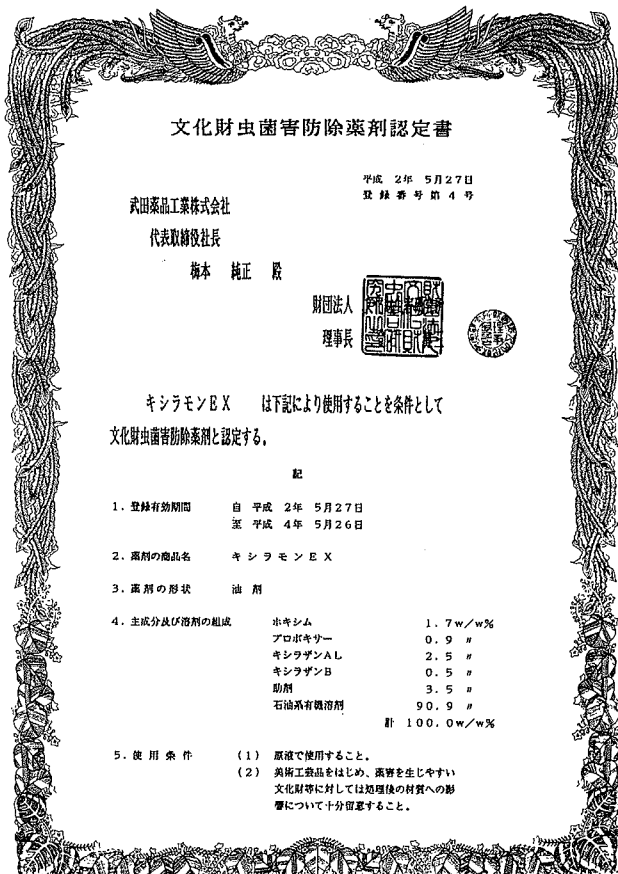 文化財虫菌害防除薬剤認定書
平成 2年 5月27日
登録番号第4号
武田薬品工業株式会社
代表取締役社長
梅本 純正 殿
財団法人
理事長
キシラモンEX は下記により使用することを条件として
文化財虫菌害防除薬剤と認定する。
記
1. 登録有効期間 自 平成 2年 5月27日
至 平成 4年 5月26日
2. 薬剤の商品名 キシラモンEX
3. 薬剤の形状 油剤
4. 主成分及び溶剤の組成 ホキシム 1.7w/w%
プロポキサー 0.9 〃
キシラザンAL 2.5 〃
キシラザンB 0.5 〃
助剤 3.5 〃
石油系有機溶剤 90.9 〃
計 100.0w/w%
5. 使用条件 (1) 原液で使用すること。
(2) 美術工芸品をはじめ、薬害を生じやすい
文化財等に対しては処理後の材質への影
響について十分留意すること。